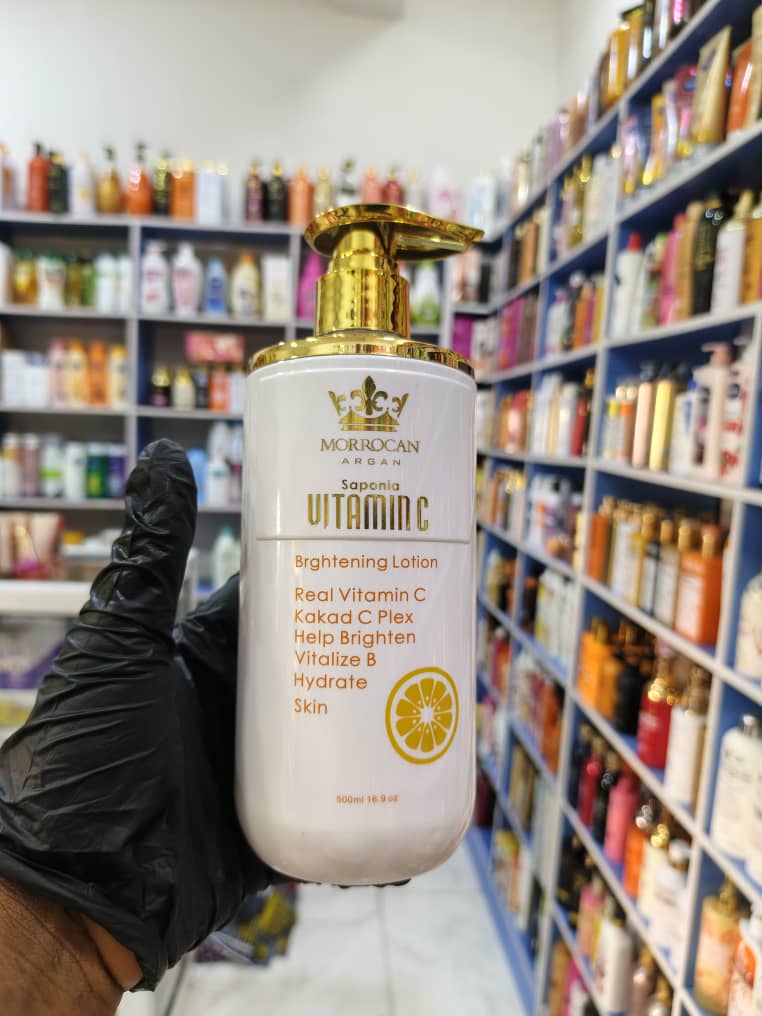 MORROCAN
ARGAN
Saponia
VITAMIN C
Brghtening Lotion
Real Vitamin C
Kakad C Plex
Help Brighten
Vitalize B
Hydrate
Skin
500ml 16.9 oz